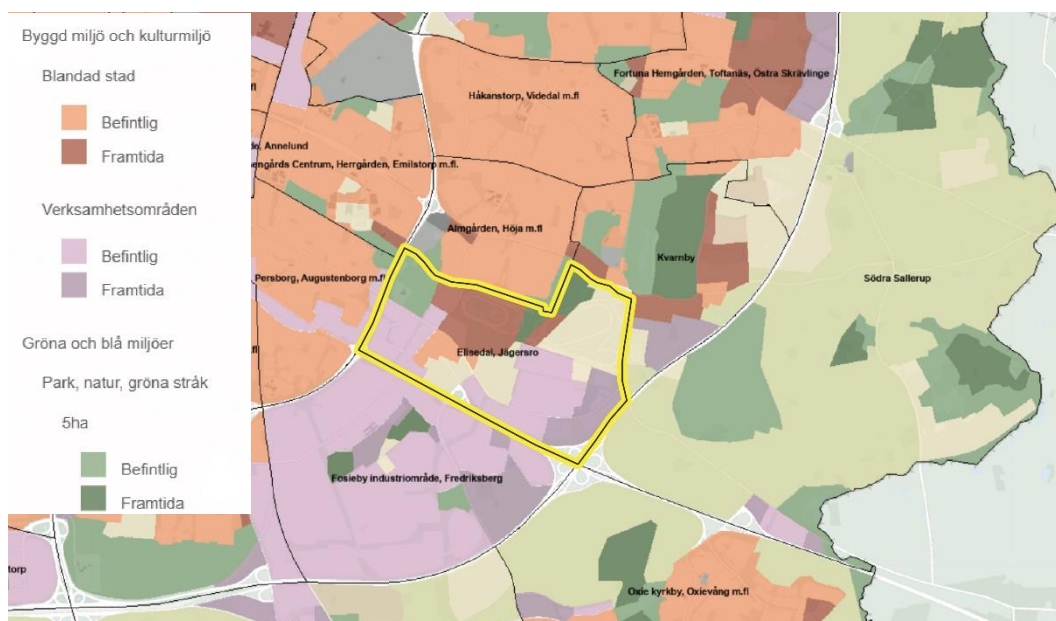 Byggd miljö och kulturmiljö
Blandad stad
Befintlig
Framtida
Verksamhetsområden
Befintlig
Framtida
Gröna och blå miljöer
Park, natur, gröna stråk
5ha
Befintlig
Framtida
Fortuna Hemgården, Toftanäs, Östra Skrävlinge
Håkanstorp, Videdal m.fl
m.fl
Annelund
Centrum, Herrgården, Emilstorp m.fl.
Almgården, Höja m.fl
Kvarnby
Persborg, Augustenborg m.fl
Södra Sallerup
Elisedal, Jägersro
Fosieby industriområde, Fredriksberg
torp
Oxie kyrkby, Oxievång m.fl